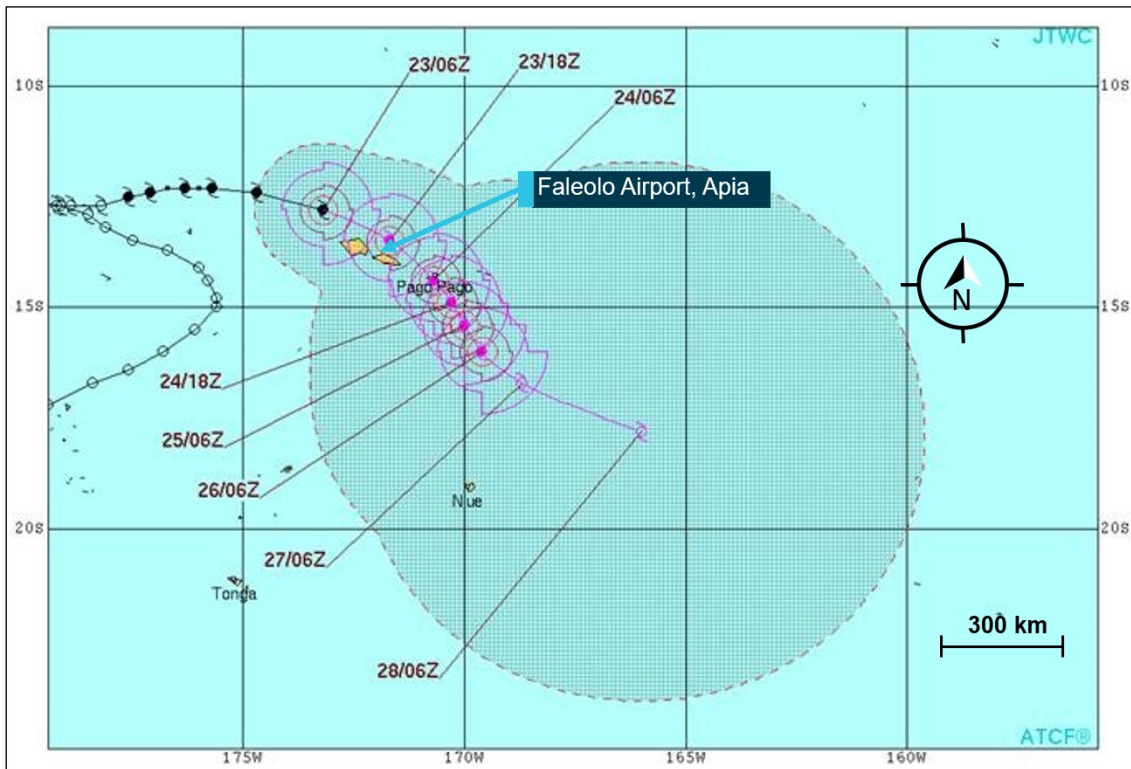 JTWC
23/06Z
23/18Z
24/06Z
10S
10S
Faleolo Airport, Apia
Pago Pago
N
15S
15S
24/18Z
25/06Z
26/06Z
Niue
20S
20S
27/06Z
Tonga
300 km
28/06Z
ATCF®
175W
170W
165W
160W